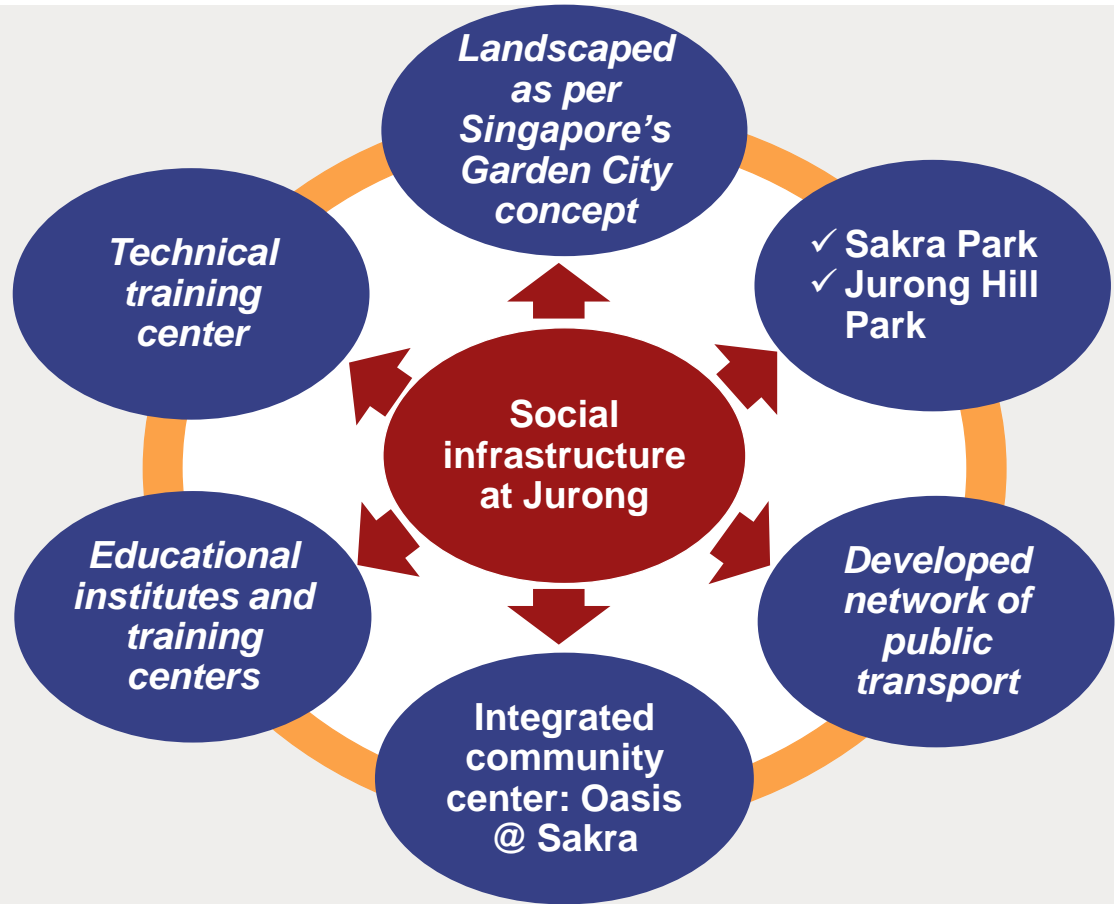 Landscaped
as per
Singapore’s
Garden City
concept
✓ Sakra Park
✓ Jurong Hill
Park
Developed
network of
public
transport
Integrated
community
center: Oasis
@ Sakra
Educational
institutes and
training
centers
Technical
training
center
Social
infrastructure
at Jurong